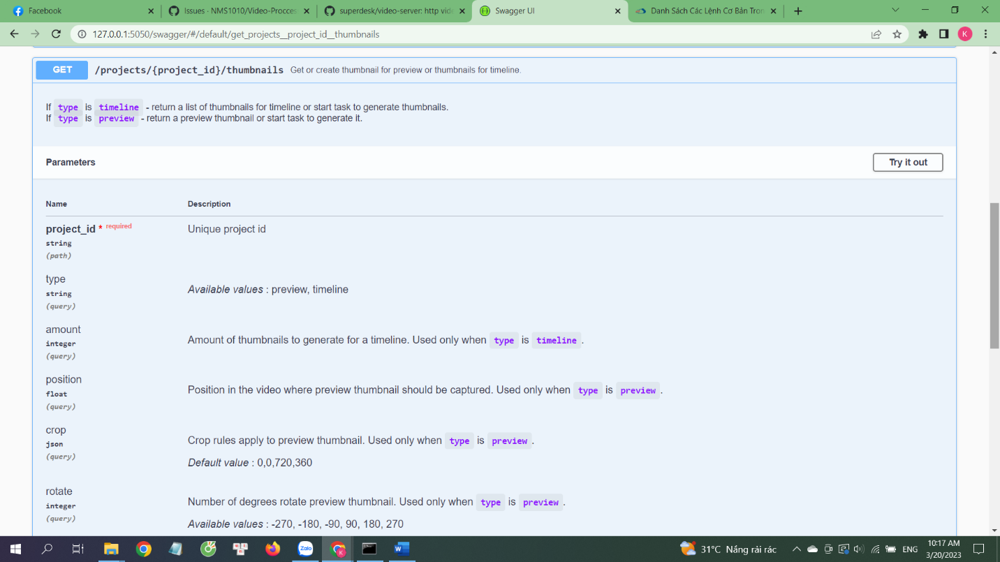 Facebook
Issues · NMS1010/Video-Procces
superdesk/video-server: http vide
Swagger UI
Danh Sách Các Lệnh Cơ Bản Tron
127.0.0.1:5050/swagger/#/default/get_projects__project_id__thumbnails
K
GET /projects/{project_id}/thumbnails Get or create thumbnail for preview or thumbnails for timeline.
If type is timeline - return a list of thumbnails for timeline or start task to generate thumbnails.
If type is preview - return a preview thumbnail or start task to generate it.
Parameters
Try it out
Name Description
project_id * required Unique project id
string
(path)
type
string Available values : preview, timeline
(query)
amount
integer Amount of thumbnails to generate for a timeline. Used only when type is timeline.
(query)
position
float Position in the video where preview thumbnail should be captured. Used only when type is preview.
(query)
crop
json Crop rules apply to preview thumbnail. Used only when type is preview.
(query) Default value : 0,0,720,360
rotate
integer Number of degrees rotate preview thumbnail. Used only when type is preview.
(query) Available values : -270, -180, -90, 90, 180, 270
Zalo
K
W
31°C Nắng rải rác
ENG
10:17 AM
3/20/2023